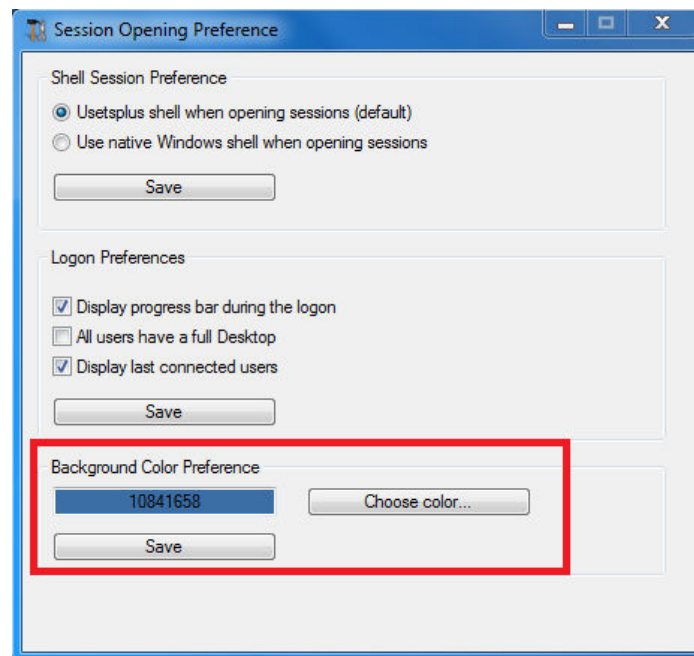 Session Opening Preference
Shell Session Preference
Usetsplus shell when opening sessions (default)
Use native Windows shell when opening sessions
Save
Logon Preferences
Display progress bar during the logon
All users have a full Desktop
Display last connected users
Save
Background Color Preference
10841658 Choose color...
Save